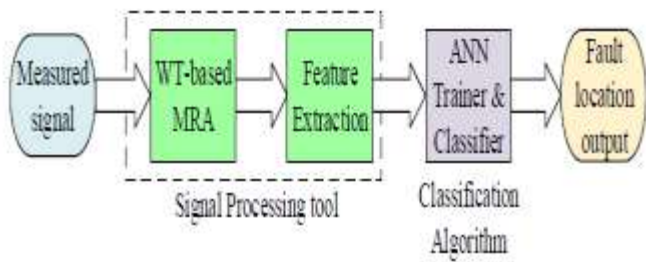 Measured
signal
WT-based
MRA
Feature
Extraction
ANN
Trainer &
Classifier
Fault
location
output
Signal Processing tool
Classification
Algorithm